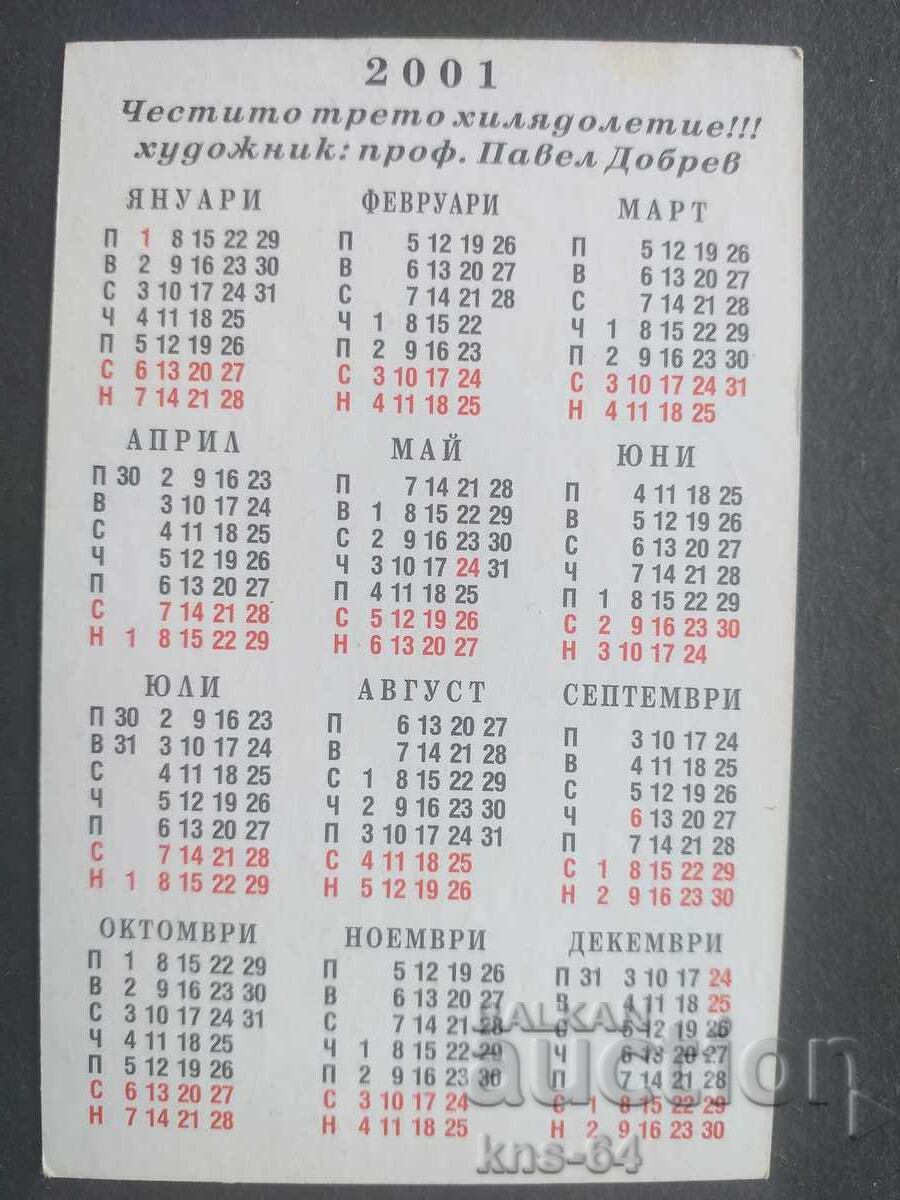 2001
Честито трето хилядолетие!!!
художник: проф. Павел Добрев
ЯНУАРИ
П 1 8 15 22 29
В 2 9 16 23 30
С 3 10 17 24 31
Ч 4 11 18 25
П 5 12 19 26
С 6 13 20 27
Н 7 14 21 28
ФЕВРУАРИ
П 5 12 19 26
В 6 13 20 27
С 7 14 21 28
Ч 1 8 15 22
П 2 9 16 23
С 3 10 17 24
Н 4 11 18 25
МАРТ
П 5 12 19 26
В 6 13 20 27
С 7 14 21 28
Ч 1 8 15 22 29
П 2 9 16 23 30
С 3 10 17 24 31
Н 4 11 18 25
АПРИЛ
П 30 2 9 16 23
В 3 10 17 24
С 4 11 18 25
Ч 5 12 19 26
П 6 13 20 27
С 7 14 21 28
Н 1 8 15 22 29
МАЙ
П 7 14 21 28
В 1 8 15 22 29
С 2 9 16 23 30
Ч 3 10 17 24 31
П 4 11 18 25
С 5 12 19 26
Н 6 13 20 27
ЮНИ
П 4 11 18 25
В 5 12 19 26
С 6 13 20 27
Ч 7 14 21 28
П 1 8 15 22 29
С 2 9 16 23 30
Н 3 10 17 24
ЮЛИ
П 30 2 9 16 23
В 31 3 10 17 24
С 4 11 18 25
Ч 5 12 19 26
П 6 13 20 27
С 7 14 21 28
Н 1 8 15 22 29
АВГУСТ
П 6 13 20 27
В 7 14 21 28
С 1 8 15 22 29
Ч 2 9 16 23 30
П 3 10 17 24 31
С 4 11 18 25
Н 5 12 19 26
СЕПТЕМВРИ
П 3 10 17 24
В 4 11 18 25
С 5 12 19 26
Ч 6 13 20 27
П 7 14 21 28
С 1 8 15 22 29
Н 2 9 16 23 30
ОКТОМВРИ
П 1 8 15 22 29
В 2 9 16 23 30
С 3 10 17 24 31
Ч 4 11 18 25
П 5 12 19 26
С 6 13 20 27
Н 7 14 21 28
НОЕМВРИ
П 5 12 19 26
В 6 13 20 27
С 7 14 21 28
Ч 1 8 15 22 29
П 2 9 16 23 30
С 3 10 17 24
Н 4 11 18 25
ДЕКЕМВРИ
П 31 3 10 17 24
В 4 11 18 25
С 5 12 19 26
Ч 6 13 20 27
П 7 14 21 28
С 1 8 15 22 29
Н 2 9 16 23 30
BALKAN
auction
kns-64